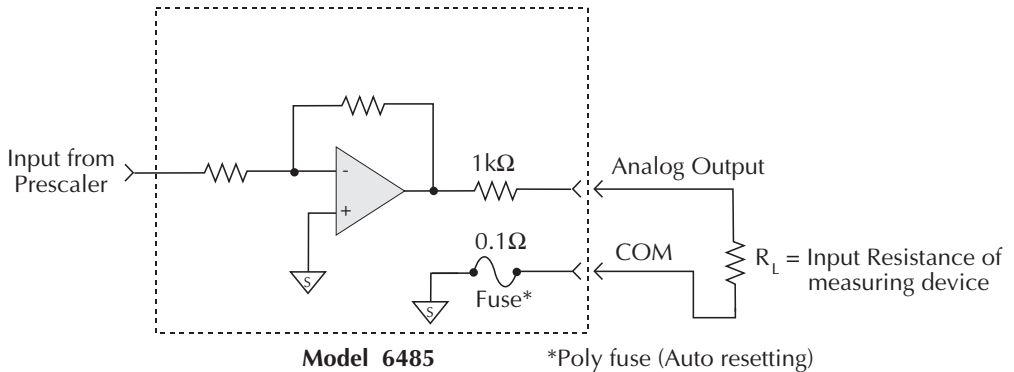 Input from
Prescaler
-
+
S
1kΩ
Analog Output
0.1Ω
S
Fuse*
COM
R_L = Input Resistance of
measuring device
Model 6485
*Poly fuse (Auto resetting)